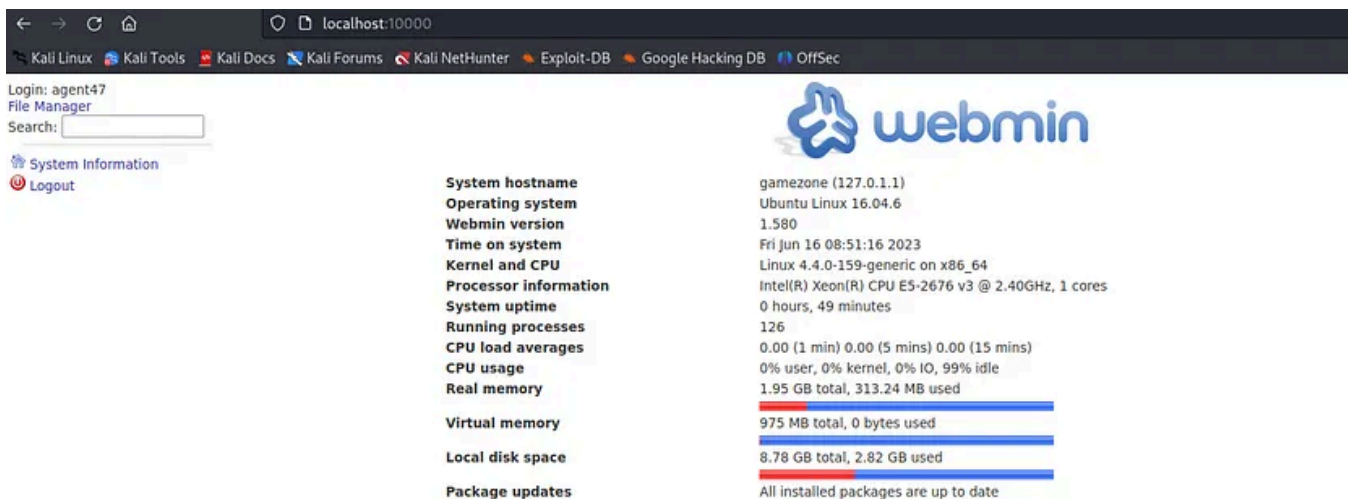 localhost:10000
Kali Linux Kali Tools Kali Docs Kali Forums Kali NetHunter Exploit-DB Google Hacking DB OffSec
Login: agent47
File Manager
Search:
System Information
Logout
webmin
System hostname gamezone (127.0.1.1)
Operating system Ubuntu Linux 16.04.6
Webmin version 1.580
Time on system Fri Jun 16 08:51:16 2023
Kernel and CPU Linux 4.4.0-159-generic on x86_64
Processor information Intel(R) Xeon(R) CPU E5-2676 v3 @ 2.40GHz, 1 cores
System uptime 0 hours, 49 minutes
Running processes 126
CPU load averages 0.00 (1 min) 0.00 (5 mins) 0.00 (15 mins)
CPU usage 0% user, 0% kernel, 0% IO, 99% idle
Real memory 1.95 GB total, 313.24 MB used
Virtual memory 975 MB total, 0 bytes used
Local disk space 8.78 GB total, 2.82 GB used
Package updates All installed packages are up to date